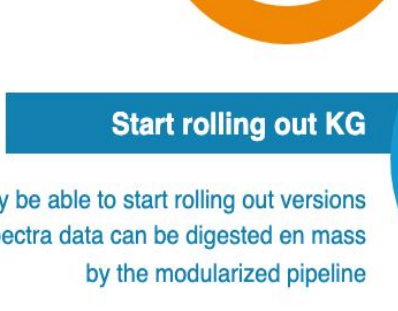 Start rolling out KG
be able to start rolling out versions
data can be digested en mass
by the modularized pipeline